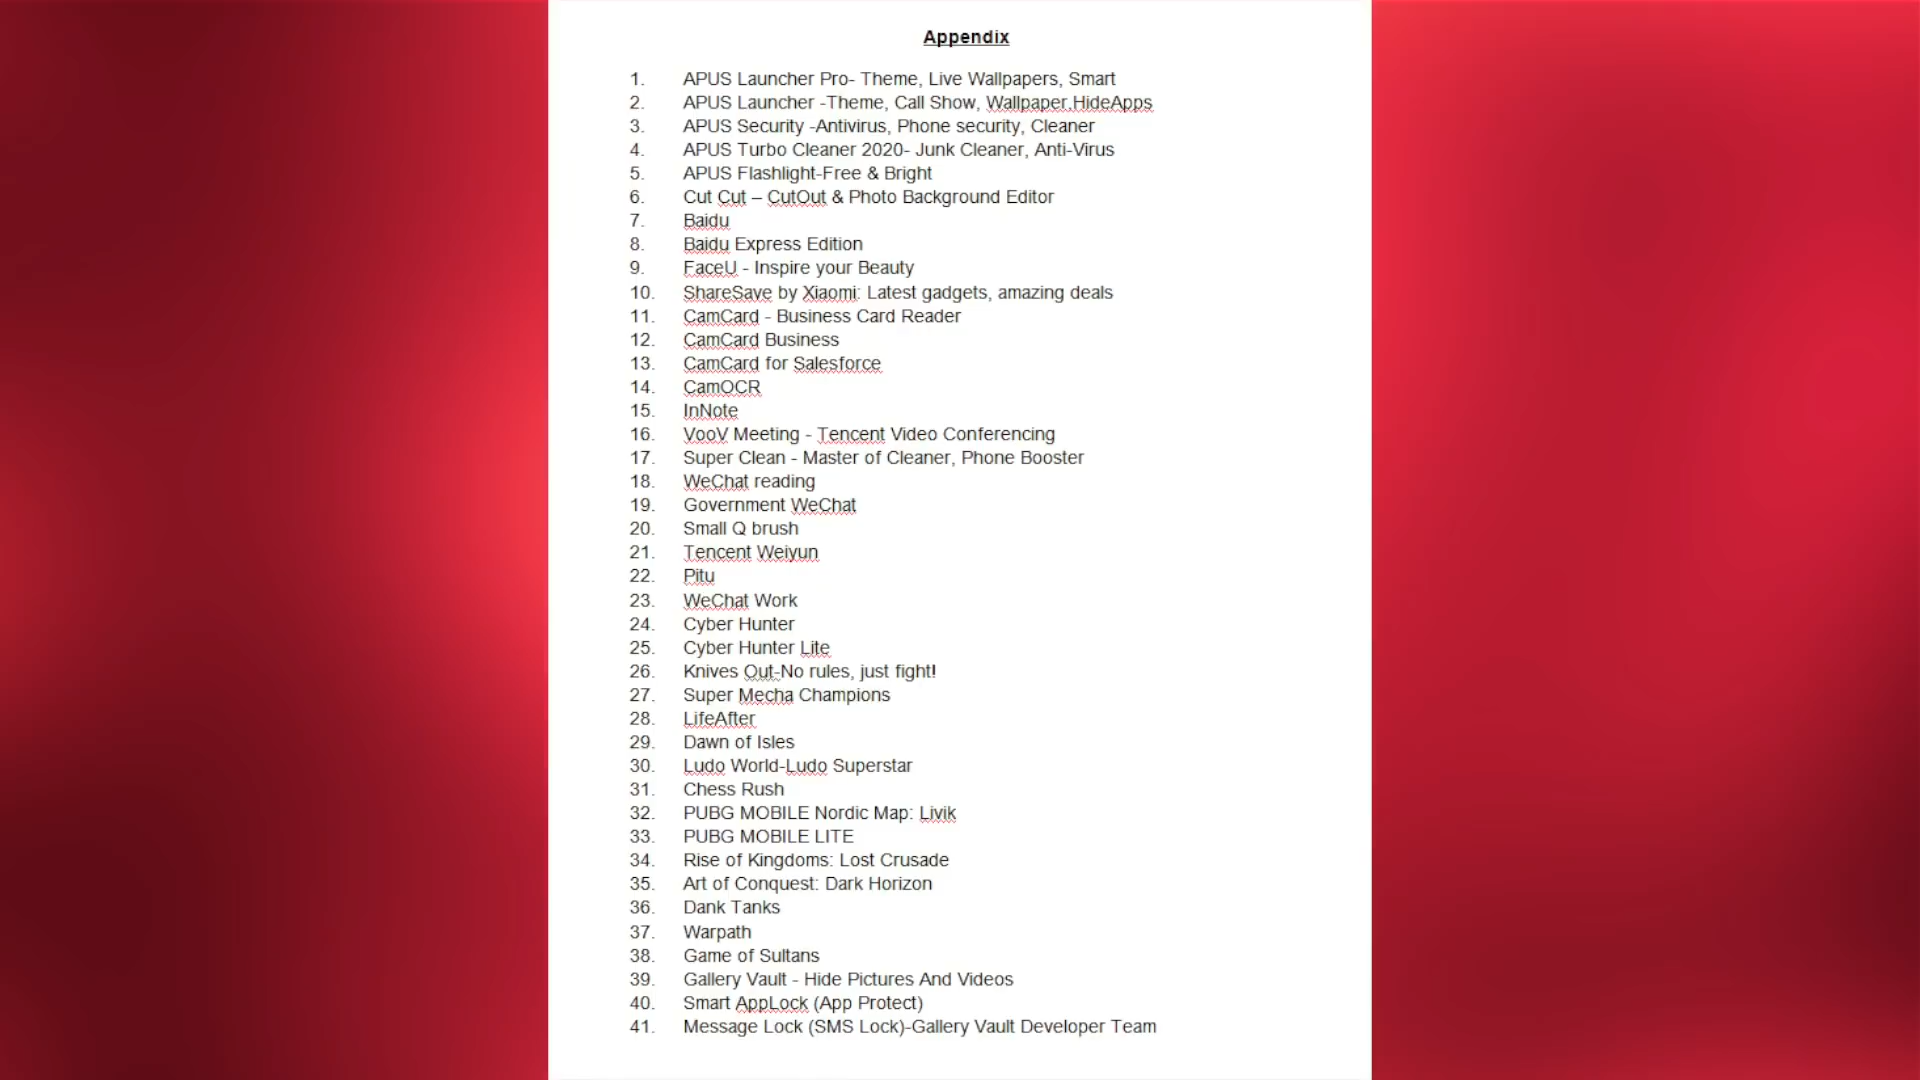 Appendix
1. APUS Launcher Pro- Theme, Live Wallpapers, Smart
2. APUS Launcher -Theme, Call Show, Wallpaper,HideApps
3. APUS Security -Antivirus, Phone security, Cleaner
4. APUS Turbo Cleaner 2020- Junk Cleaner, Anti-Virus
5. APUS Flashlight-Free & Bright
6. Cut Cut – CutOut & Photo Background Editor
7. Baidu
8. Baidu Express Edition
9. FaceU - Inspire your Beauty
10. ShareSave by Xiaomi: Latest gadgets, amazing deals
11. CamCard - Business Card Reader
12. CamCard Business
13. CamCard for Salesforce
14. CamOCR
15. InNote
16. VooV Meeting - Tencent Video Conferencing
17. Super Clean - Master of Cleaner, Phone Booster
18. WeChat reading
19. Government WeChat
20. Small Q brush
21. Tencent Weiyun
22. Pitu
23. WeChat Work
24. Cyber Hunter
25. Cyber Hunter Lite
26. Knives Out-No rules, just fight!
27. Super Mecha Champions
28. LifeAfter
29. Dawn of Isles
30. Ludo World-Ludo Superstar
31. Chess Rush
32. PUBG MOBILE Nordic Map: Livik
33. PUBG MOBILE LITE
34. Rise of Kingdoms: Lost Crusade
35. Art of Conquest: Dark Horizon
36. Dank Tanks
37. Warpath
38. Game of Sultans
39. Gallery Vault - Hide Pictures And Videos
40. Smart AppLock (App Protect)
41. Message Lock (SMS Lock)-Gallery Vault Developer Team